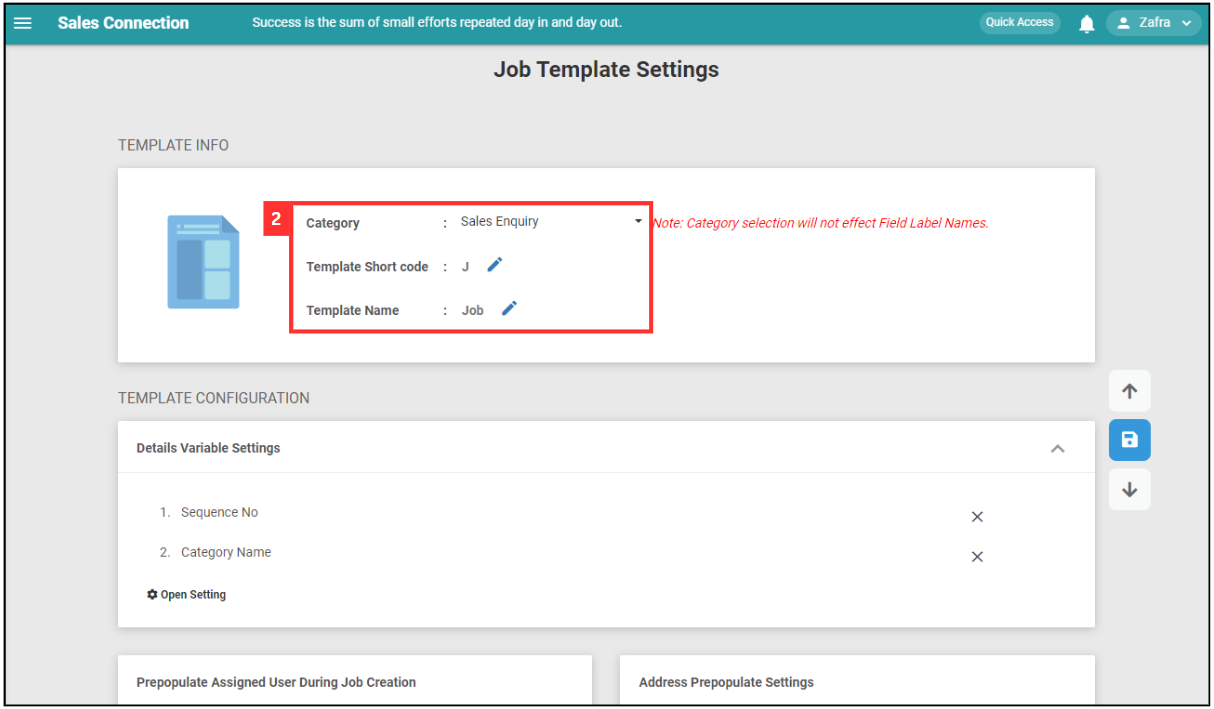 Sales Connection Success is the sum of small efforts repeated day in and day out. Quick Access Zafra
Job Template Settings
TEMPLATE INFO
2 Category : Sales Enquiry Note: Category selection will not effect Field Label Names.
Template Short code : J
Template Name : Job
TEMPLATE CONFIGURATION
Details Variable Settings
1. Sequence No
2. Category Name
Open Setting
Prepopulate Assigned User During Job Creation Address Prepopulate Settings